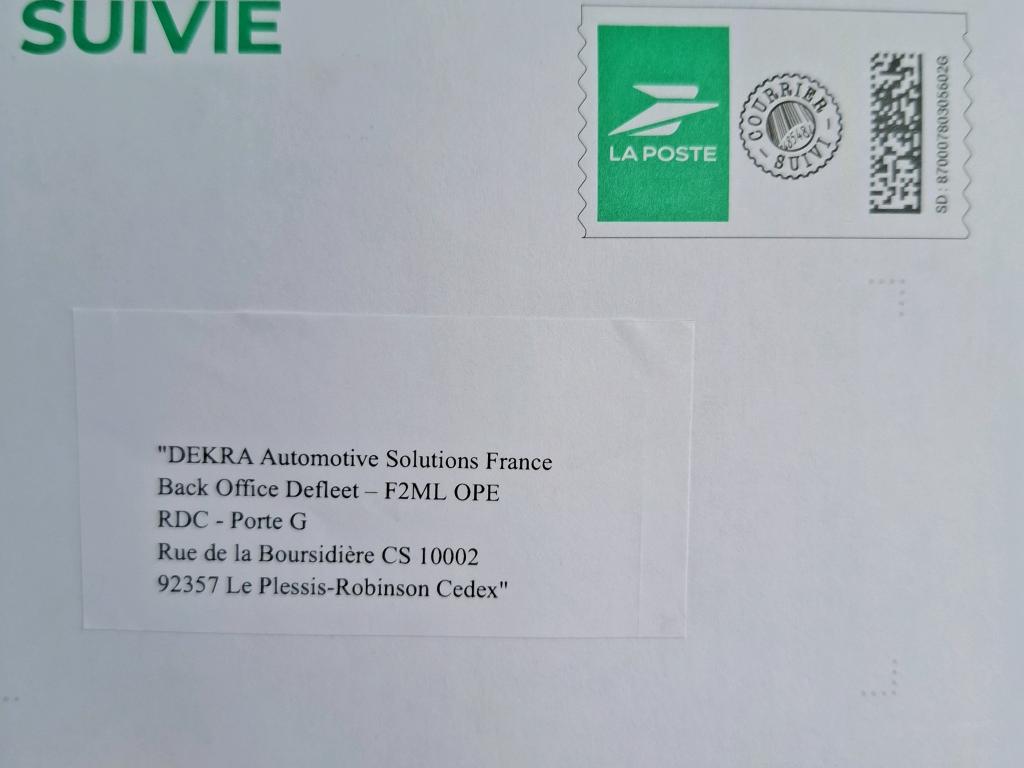 SUIVIE
LA POSTE
COURRIER
SUIVI
SD : 87000780305602G
"DEKRA Automotive Solutions France
Back Office Defleet – F2ML OPE
RDC - Porte G
Rue de la Boursidière CS 10002
92357 Le Plessis-Robinson Cedex"